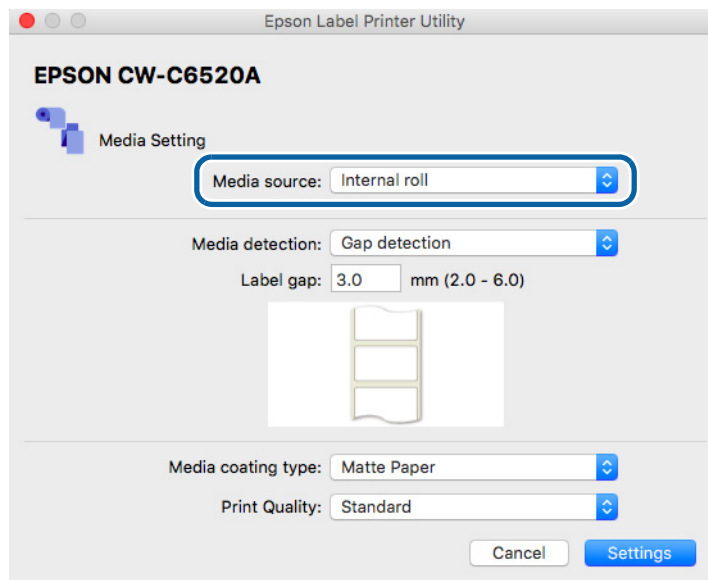 Epson Label Printer Utility
EPSON CW-C6520A
Media Setting
Media source: Internal roll
Media detection: Gap detection
Label gap: 3.0 mm (2.0 - 6.0)
Media coating type: Matte Paper
Print Quality: Standard
Cancel Settings